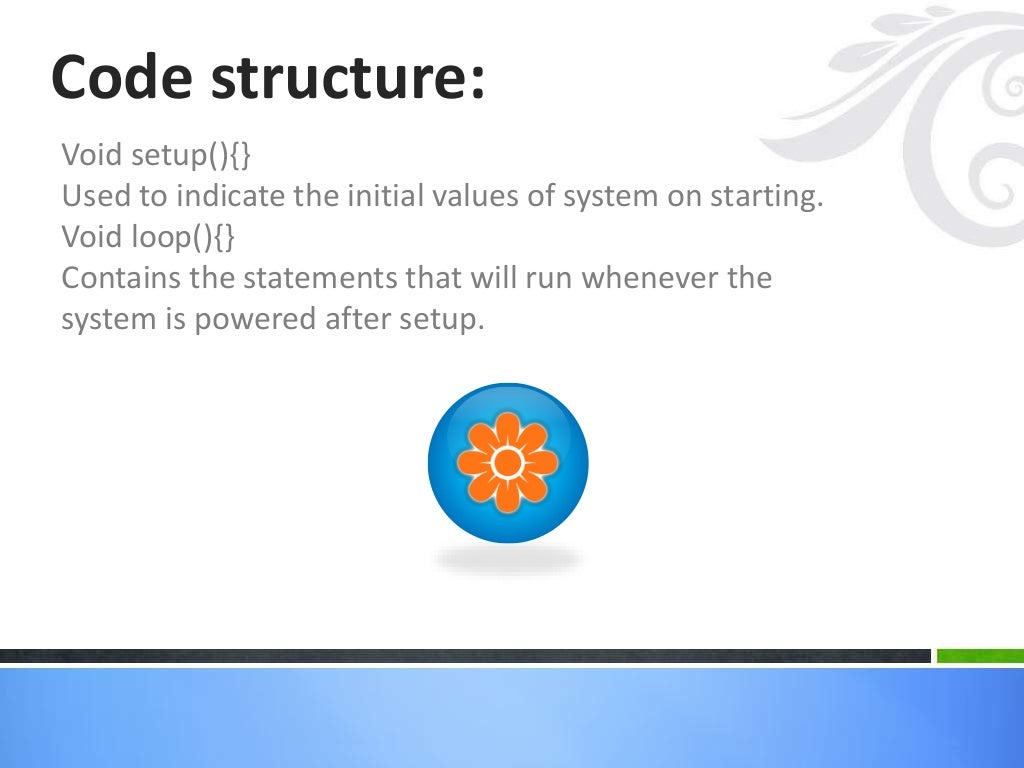 Code structure:
Void setup(){}
Used to indicate the initial values of system on starting.
Void loop(){}
Contains the statements that will run whenever the
system is powered after setup.